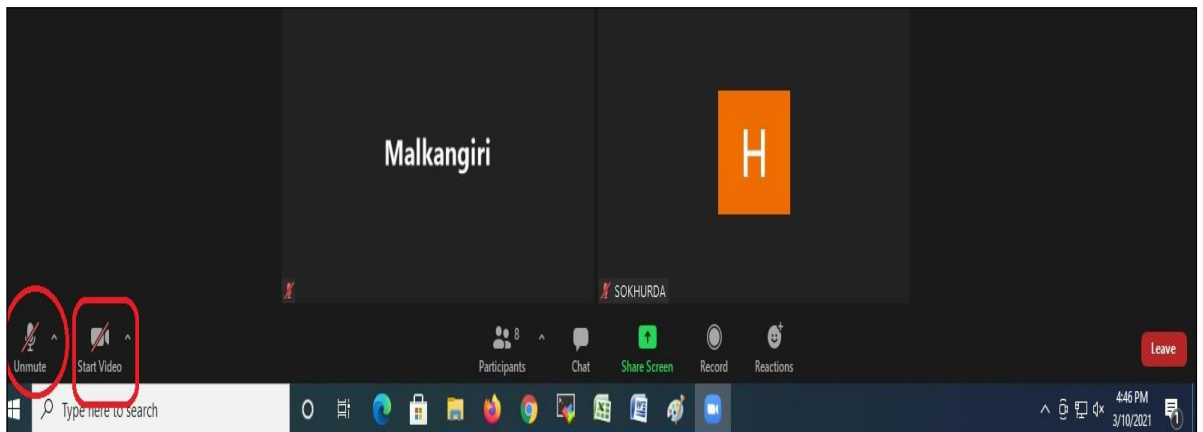 Malkangiri
H
SOKHURDA
8
Unmute Start Video Participants Chat Share Screen Record Reactions Leave
Type here to search
4:46 PM
3/10/2021
1